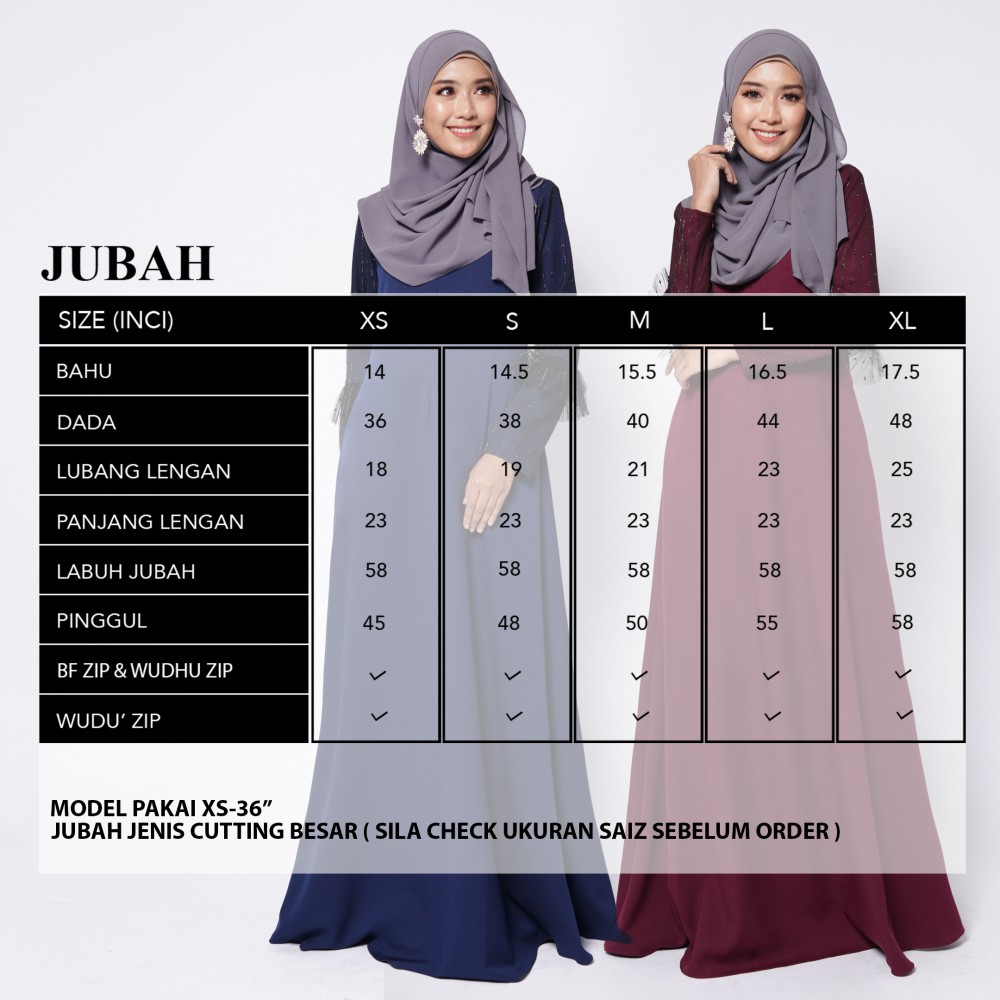 JUBAH
SIZE (INCI) XS S M L XL
BAHU 14 14.5 15.5 16.5 17.5
DADA 36 38 40 44 48
LUBANG LENGAN 18 19 21 23 25
PANJANG LENGAN 23 23 23 23 23
LABUH JUBAH 58 58 58 58 58
PINGGUL 45 48 50 55 58
BF ZIP & WUDHU ZIP ✓ ✓ ✓ ✓ ✓
WUDU’ ZIP ✓ ✓ ✓ ✓ ✓
MODEL PAKAI XS-36”
JUBAH JENIS CUTTING BESAR ( SILA CHECK UKURAN SAIZ SEBELUM ORDER )